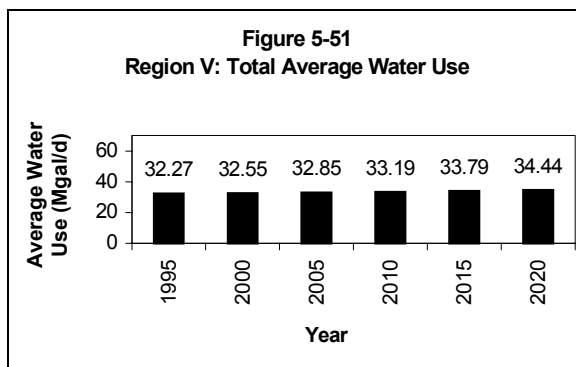 Figure 5-51
Region V: Total Average Water Use
Average Water
Use (Mgal/d)
60
40
20
0
32.27 32.55 32.85 33.19 33.79 34.44
1995 2000 2005 2010 2015 2020
Year